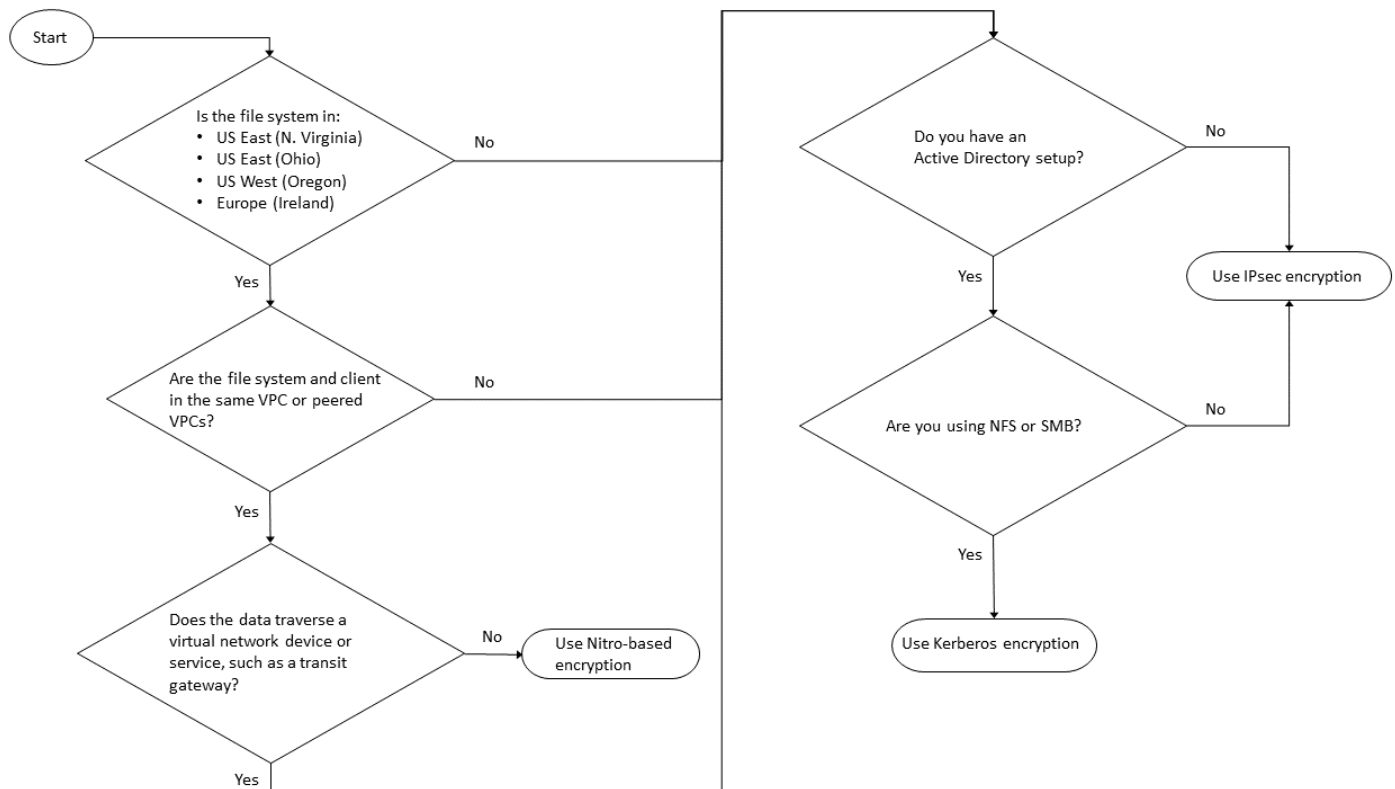 Start
Is the file system in:
• US East (N. Virginia)
• US East (Ohio)
• US West (Oregon)
• Europe (Ireland)
No
Yes
Are the file system and client
in the same VPC or peered
VPCs?
No
Yes
Does the data traverse a
virtual network device or
service, such as a transit
gateway?
No
Use Nitro-based
encryption
Yes
Do you have an
Active Directory setup?
No
Yes
Use IPsec encryption
Are you using NFS or SMB?
No
Yes
Use Kerberos encryption